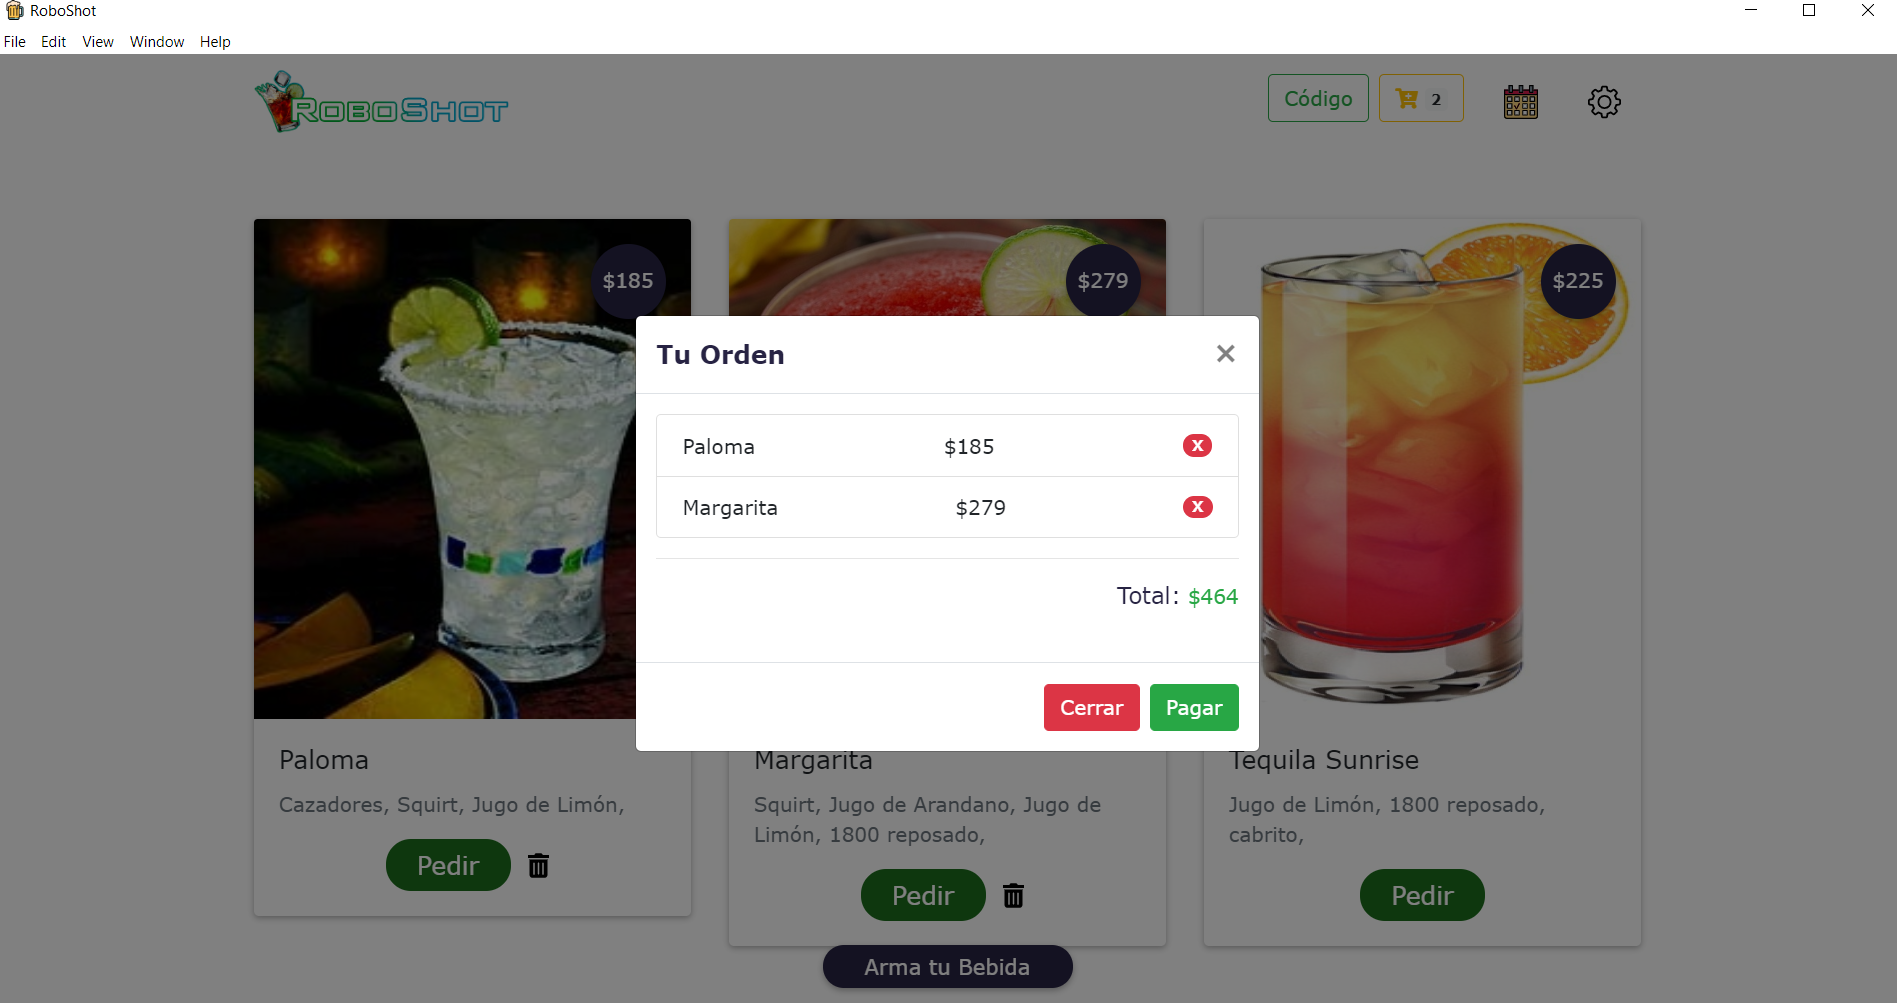 RoboShot
File Edit View Window Help
ROBOSHOT
Código
2
$185
$279
$225
Tu Orden
×
Paloma $185 X
Margarita $279 X
Total: $464
Cerrar Pagar
Paloma
Cazadores, Squirt, Jugo de Limón,
Pedir
Margarita
Squirt, Jugo de Arandano, Jugo de
Limón, 1800 reposado,
Pedir
Tequila Sunrise
Jugo de Limón, 1800 reposado,
cabrito,
Pedir
Arma tu Bebida